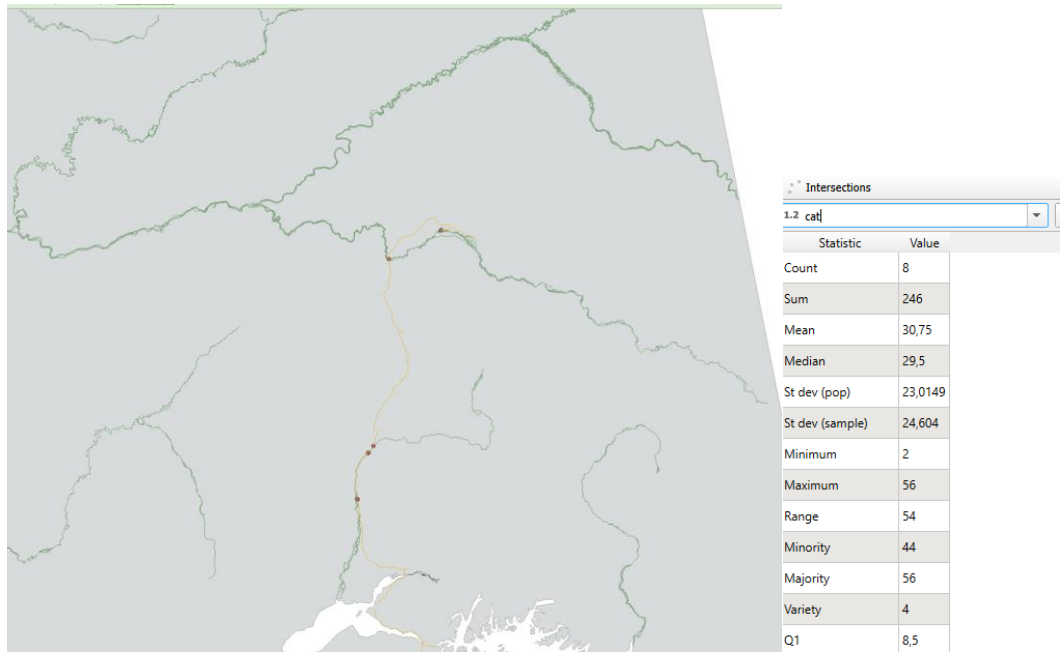 Intersections
1.2 cat
Statistic Value
Count 8
Sum 246
Mean 30,75
Median 29,5
St dev (pop) 23,0149
St dev (sample) 24,604
Minimum 2
Maximum 56
Range 54
Minority 44
Majority 56
Variety 4
Q1 8,5